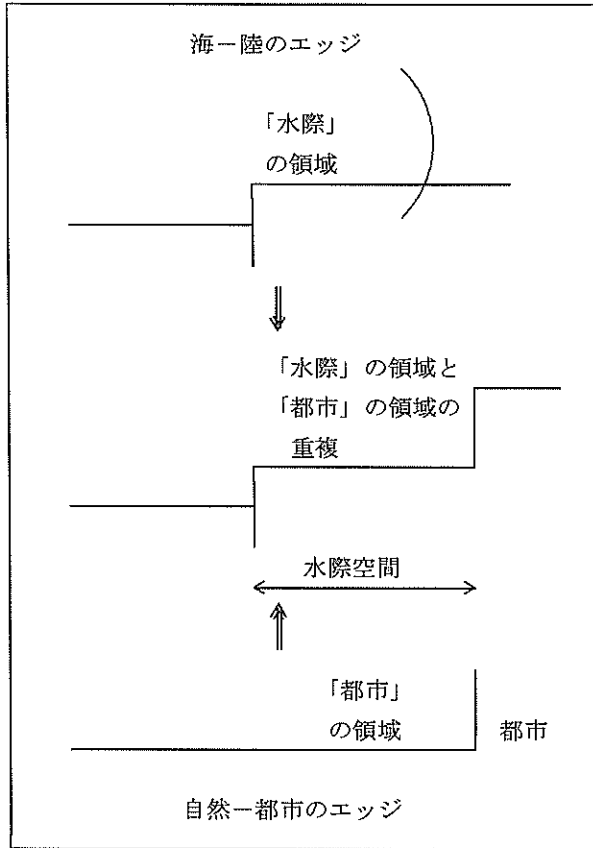 海－陸のエッジ
「水際」
の領域
「水際」の領域と
「都市」の領域の
重複
水際空間
「都市」
の領域
都市
自然－都市のエッジ